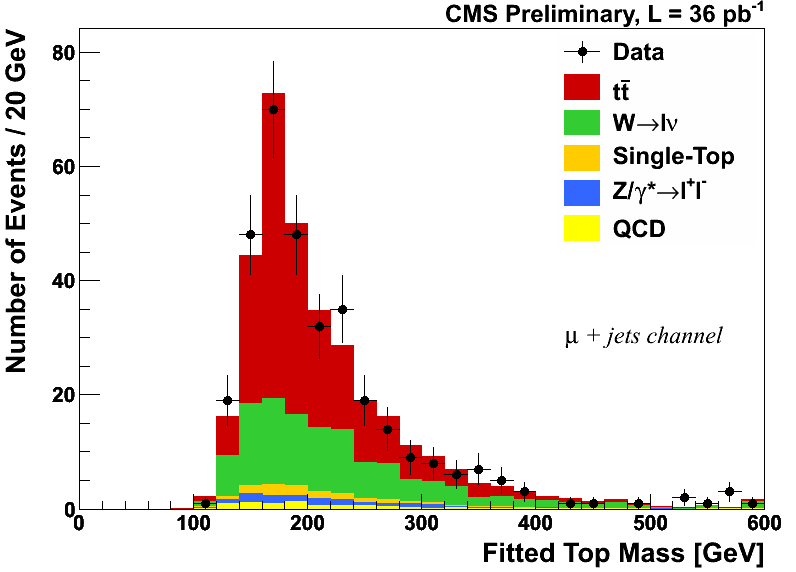 CMS Preliminary, L = 36 pb⁻¹
Number of Events / 20 GeV
80
60
40
20
0
Data
tt̄
W→lν
Single-Top
Z/γ*→l⁺l⁻
QCD
μ + jets channel
0 100 200 300 400 500 600
Fitted Top Mass [GeV]